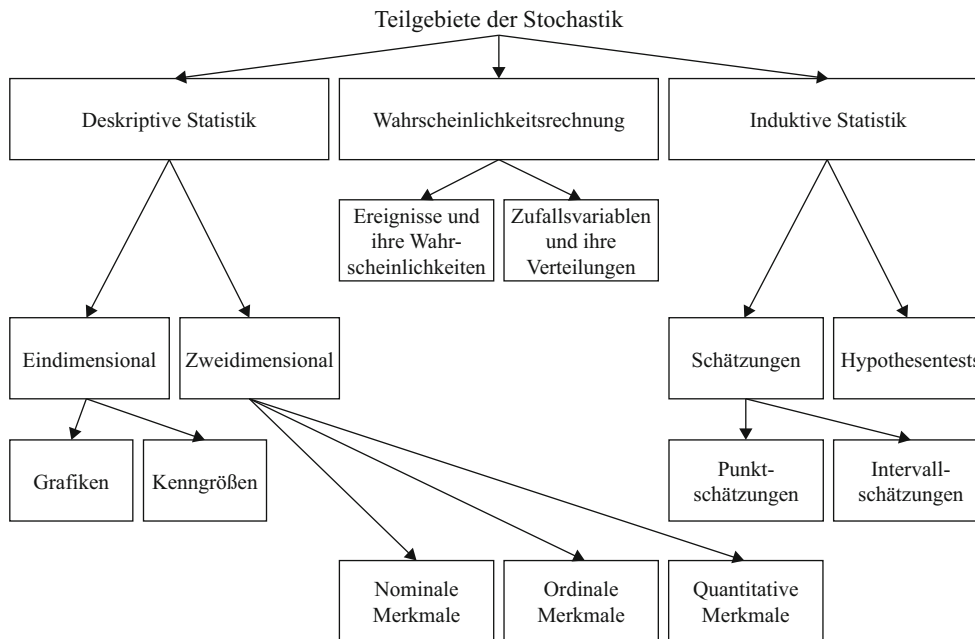 Teilgebiete der Stochastik
Deskriptive Statistik
Wahrscheinlichkeitsrechnung
Induktive Statistik
Ereignisse und
ihre Wahr-
scheinlichkeiten
Zufallsvariablen
und ihre
Verteilungen
Eindimensional
Zweidimensional
Schätzungen
Hypothesentests
Grafiken
Kenngrößen
Punkt-
schätzungen
Intervall-
schätzungen
Nominale
Merkmale
Ordinale
Merkmale
Quantitative
Merkmale